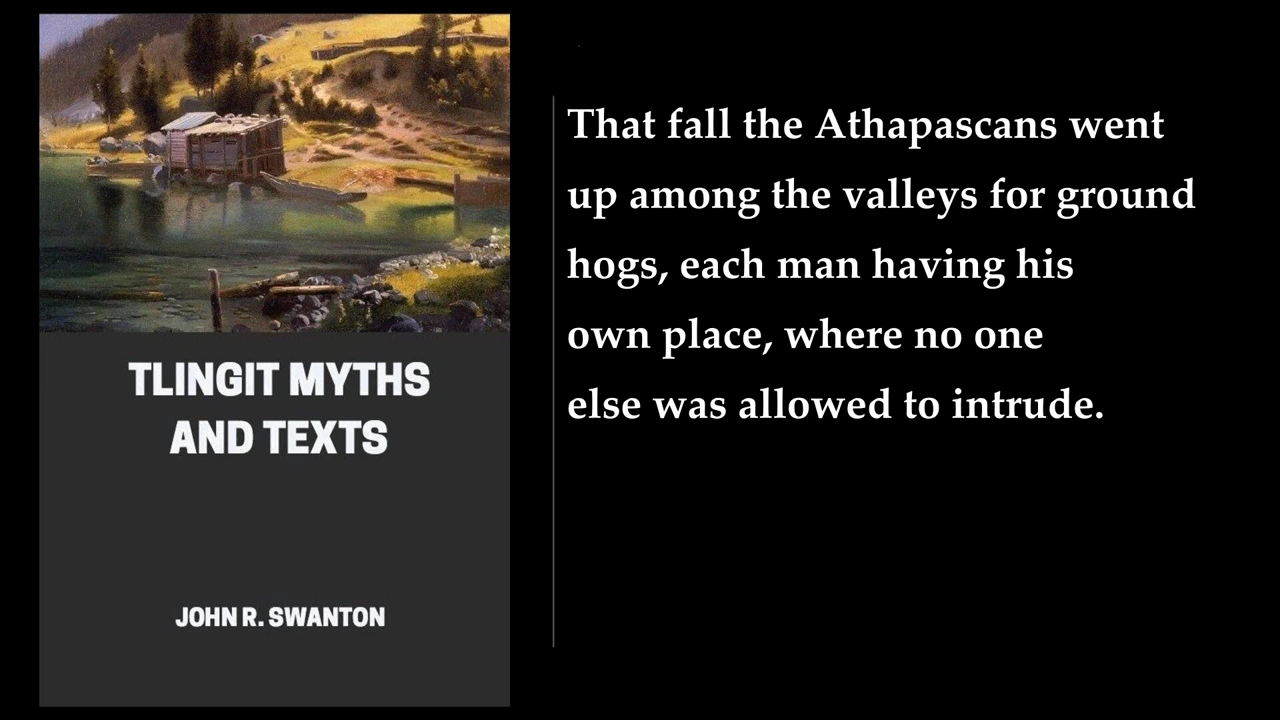 TLINGIT MYTHS
AND TEXTS
JOHN R. SWANTON
That fall the Athapascans went
up among the valleys for ground
hogs, each man having his
own place, where no one
else was allowed to intrude.